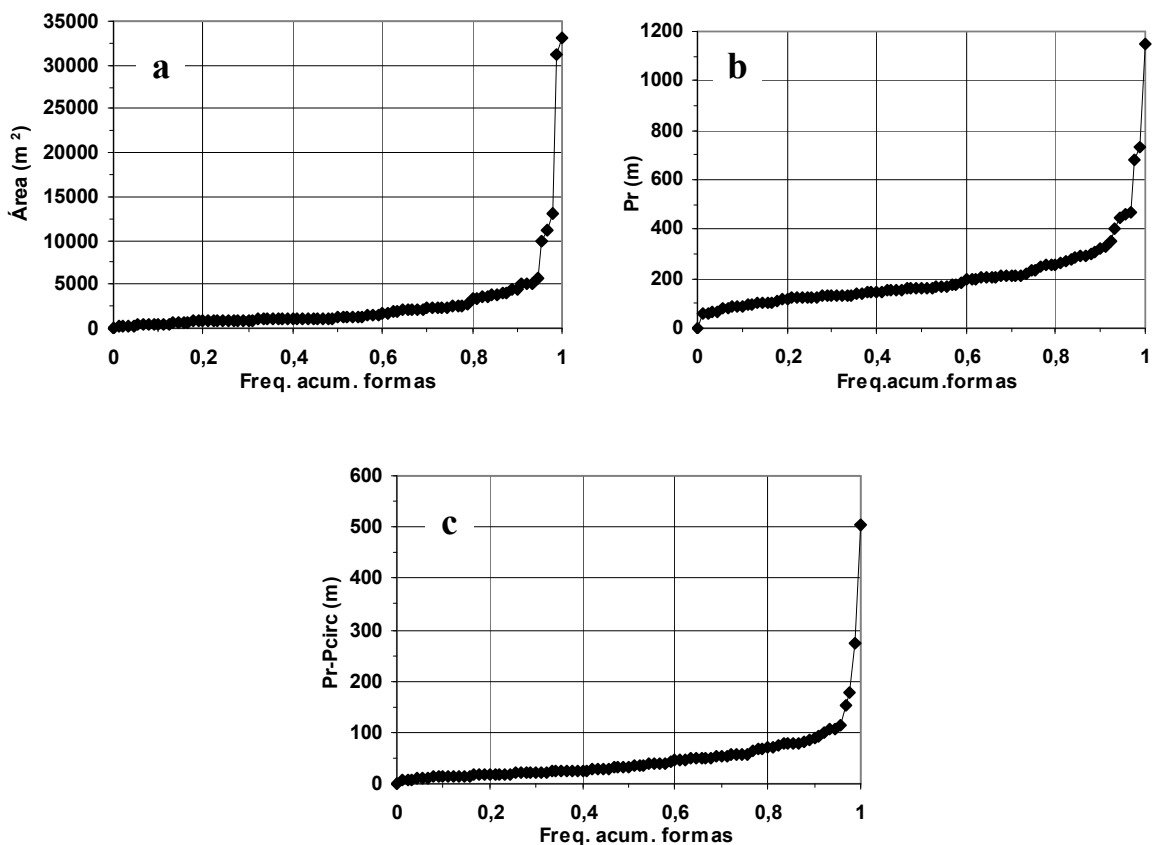 a
Área (m ²)
35000
30000
25000
20000
15000
10000
5000
0
0 0,2 0,4 0,6 0,8 1
Freq. acum. formas
b
Pr (m)
1200
1000
800
600
400
200
0
0 0,2 0,4 0,6 0,8 1
Freq.acum.formas
c
Pr-Pcirc (m)
600
500
400
300
200
100
0
0 0,2 0,4 0,6 0,8 1
Freq. acum. formas